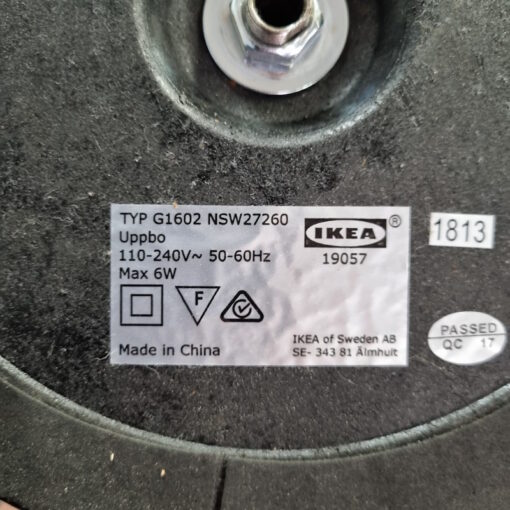 TYP G1602 NSW27260
Uppbo
110-240V~ 50-60Hz
Max 6W
F
Made in China
IKEA ®
19057
IKEA of Sweden AB
SE- 343 81 Älmhult
1813
PASSED
QC 17